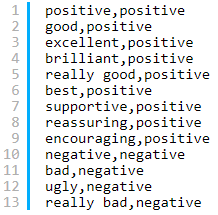 1 positive,positive
2 good,positive
3 excellent,positive
4 brilliant,positive
5 really good,positive
6 best,positive
7 supportive,positive
8 reassuring,positive
9 encouraging,positive
10 negative,negative
11 bad,negative
12 ugly,negative
13 really bad,negative